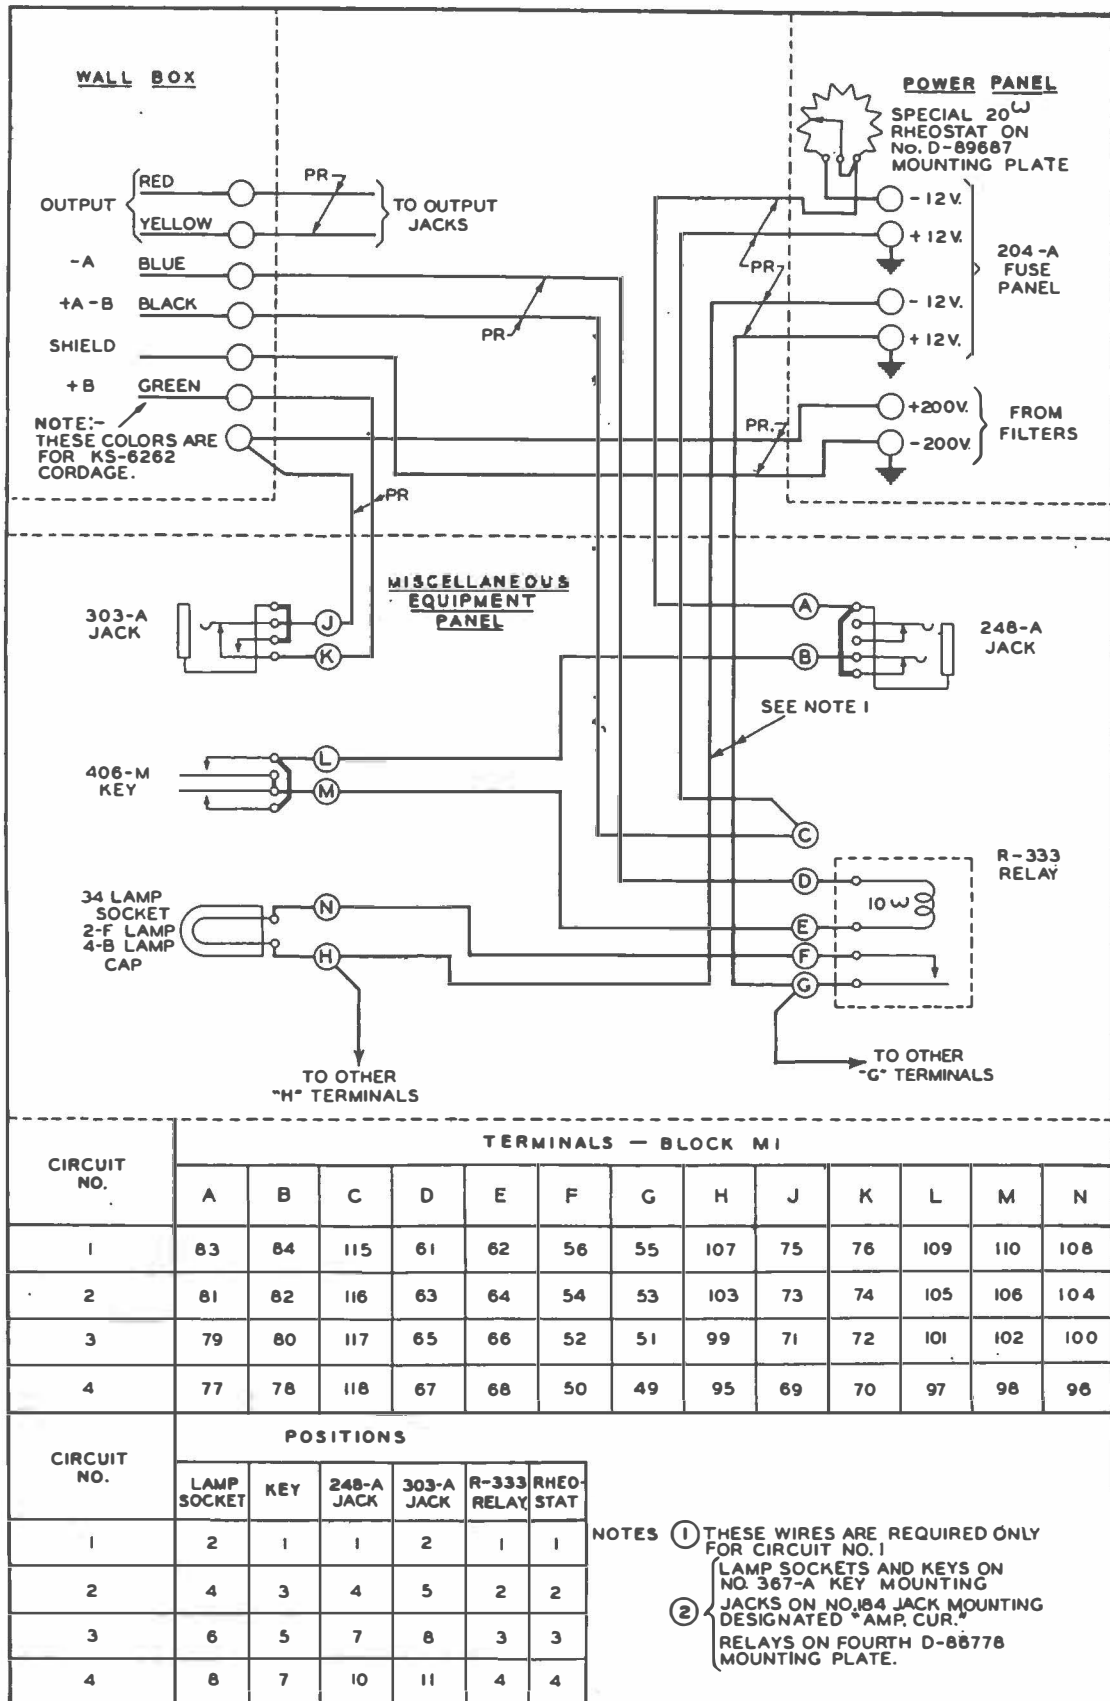 WALL BOX
POWER PANEL
SPECIAL 20ω
RHEOSTAT ON
No. D-89687
MOUNTING PLATE
OUTPUT
RED
YELLOW
PR
TO OUTPUT
JACKS
-A BLUE
+A -B BLACK
SHIELD
+B GREEN
NOTE:-
THESE COLORS ARE
FOR KS-6262
CORDAGE.
PR
PR
PR
PR.
PR
-12V.
+12V.
-12V.
+12V.
204-A
FUSE
PANEL
+200V.
-200V.
FROM
FILTERS
MISCELLANEOUS
EQUIPMENT
PANEL
303-A
JACK
J
K
A
B
248-A
JACK
SEE NOTE 1
406-M
KEY
L
M
C
R-333
RELAY
D
10 ω
E
F
G
34 LAMP
SOCKET
2-F LAMP
4-B LAMP
CAP
N
H
TO OTHER
"H" TERMINALS
TO OTHER
"G" TERMINALS
CIRCUIT
NO.
TERMINALS — BLOCK M1
A B C D E F G H J K L M N
1 83 84 115 61 62 56 55 107 75 76 109 110 108
2 81 82 116 63 64 54 53 103 73 74 105 106 104
3 79 80 117 65 66 52 51 99 71 72 101 102 100
4 77 78 118 67 68 50 49 95 69 70 97 98 96
CIRCUIT
NO.
POSITIONS
LAMP
SOCKET
KEY
248-A
JACK
303-A
JACK
R-333
RELAY
RHEO-
STAT
1 2 1 1 2 1 1
2 4 3 4 5 2 2
3 6 5 7 8 3 3
4 8 7 10 11 4 4
NOTES 1 THESE WIRES ARE REQUIRED ONLY
FOR CIRCUIT NO. 1
2 LAMP SOCKETS AND KEYS ON
NO. 367-A KEY MOUNTING
JACKS ON NO. 184 JACK MOUNTING
DESIGNATED "AMP. CUR."
RELAYS ON FOURTH D-86778
MOUNTING PLATE.